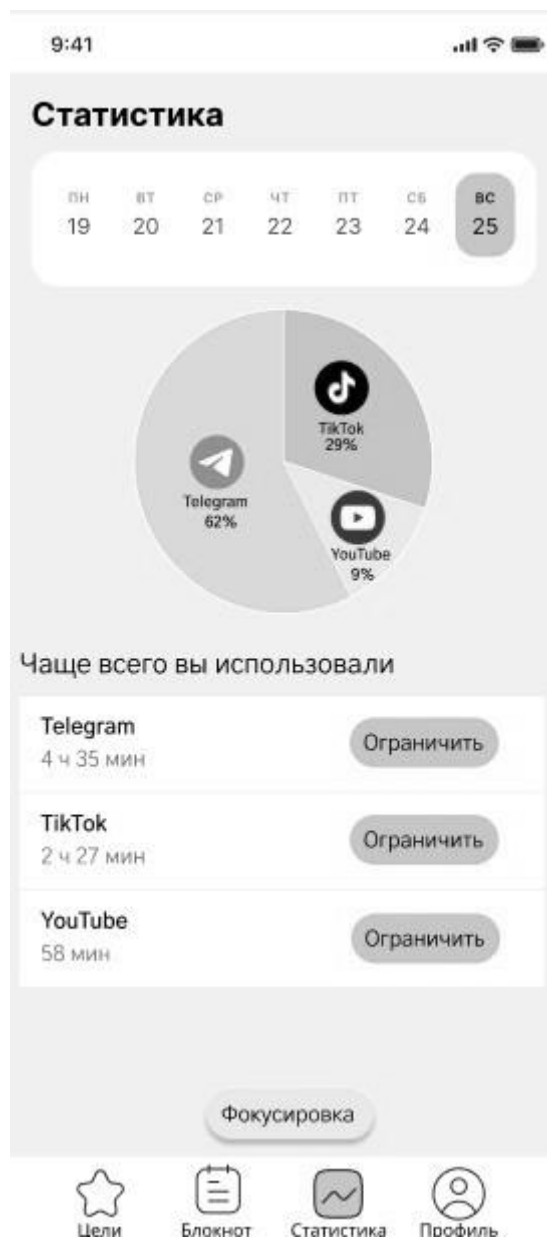 9:41
Статистика
ПН ВТ СР ЧТ ПТ СБ ВС
19 20 21 22 23 24 25
TikTok
29%
Telegram
62%
YouTube
9%
Чаще всего вы использовали
Telegram
4 ч 35 мин
Ограничить
TikTok
2 ч 27 мин
Ограничить
YouTube
58 мин
Ограничить
Фокусировка
Цели Блокнот Статистика Профиль